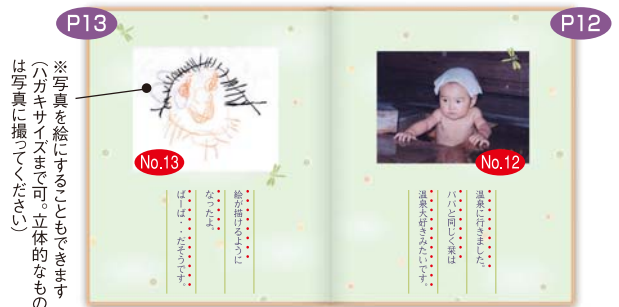 P12
No.12
温泉に行きました。
パパと同じく栞は
温泉大好きみたいです。
P13
No.13
絵が描けるように
なったよ。
ばーば・・だそうです。
※写真を絵にすることもできます
(ハガキサイズまで可。立体的なもの
は写真に撮ってください)